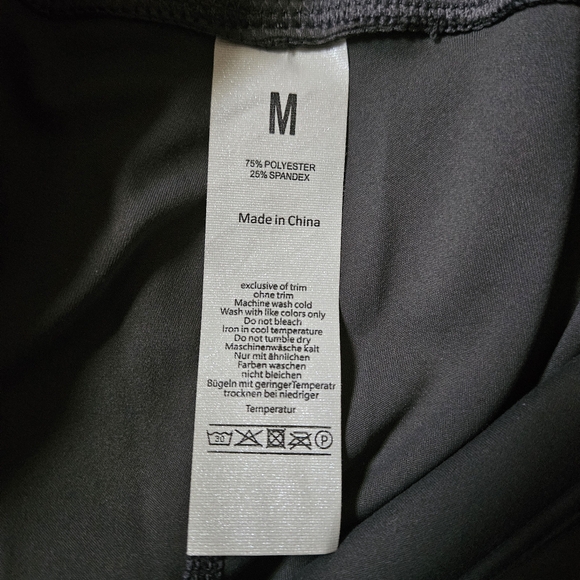 M
75% POLYESTER
25% SPANDEX
Made in China
exclusive of trim
ohne trim
Machine wash cold
Wash with like colors only
Do not bleach
Iron in cool temperature
Do not tumble dry
Maschinenwäsche kalt
Nur mit ähnlichen
Farben waschen
nicht bleichen
Bügeln mit geringerTemperatr
trocknen bei niedriger
Temperatur
30 P